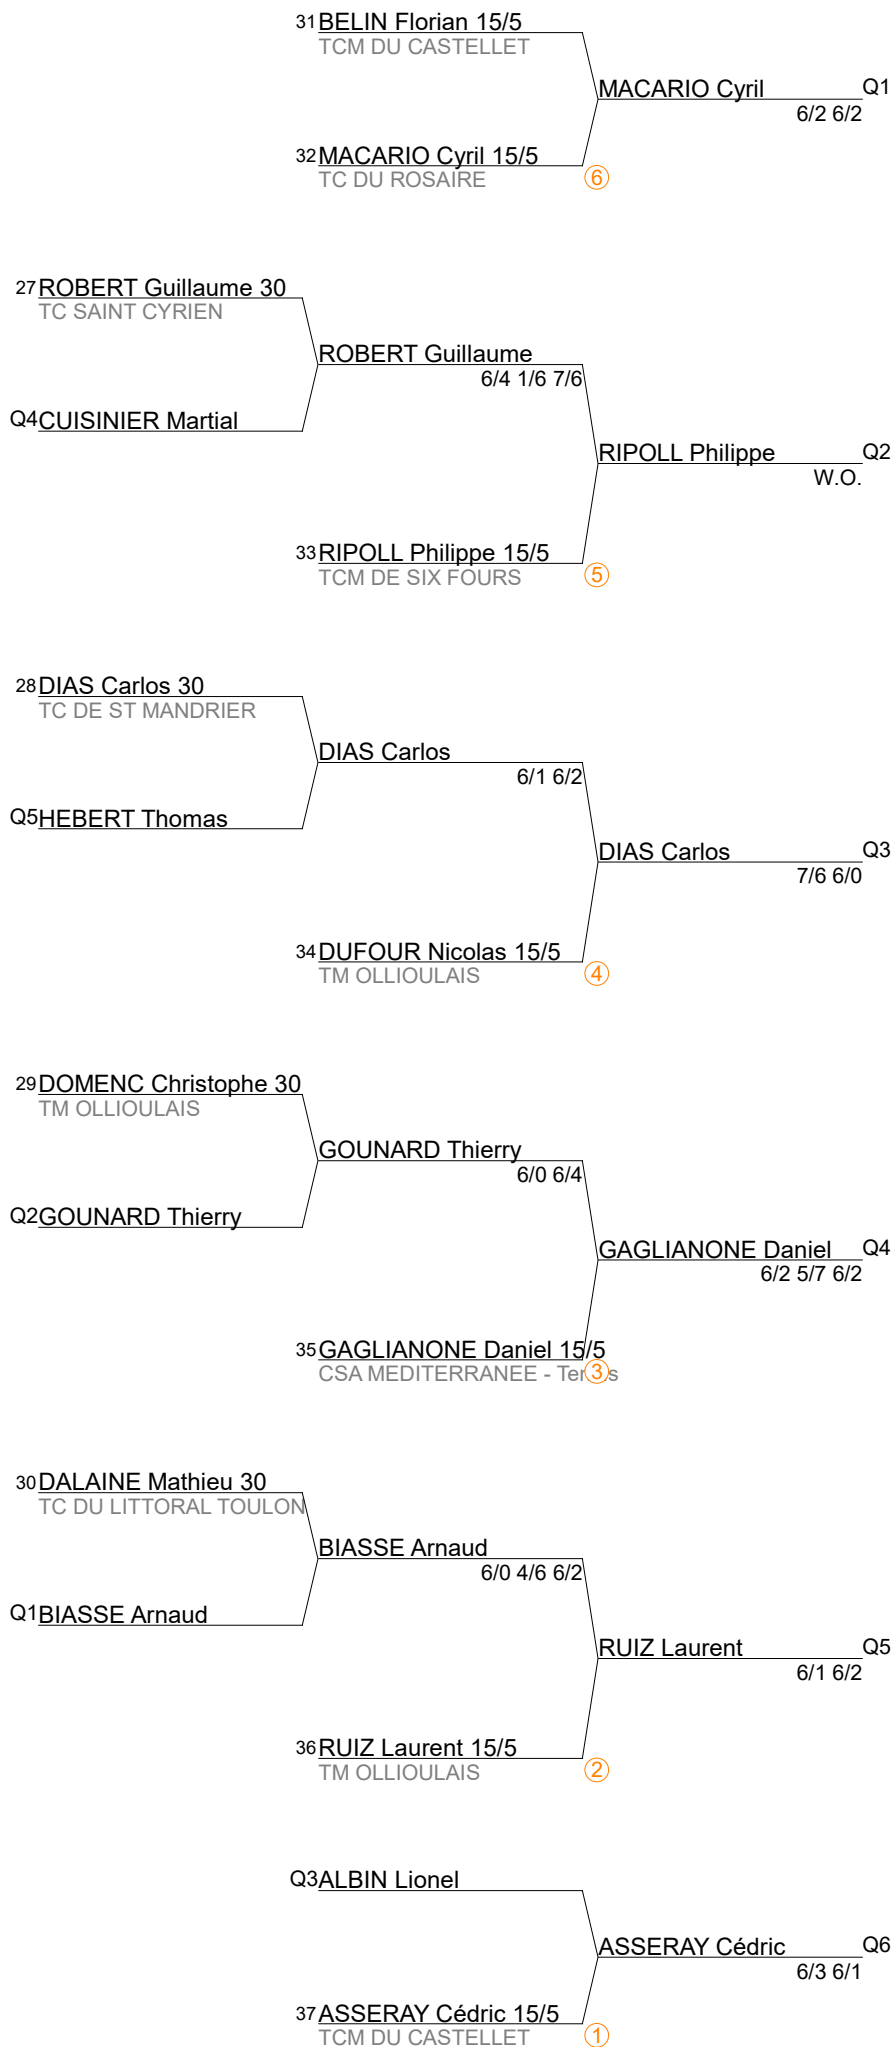 31 BELIN Florian 15/5
TCM DU CASTELLET
MACARIO Cyril Q1
6/2 6/2
32 MACARIO Cyril 15/5
TC DU ROSAIRE 6
27 ROBERT Guillaume 30
TC SAINT CYRIEN
ROBERT Guillaume
6/4 1/6 7/6
Q4 CUISINIER Martial
RIPOLL Philippe Q2
W.O.
33 RIPOLL Philippe 15/5
TCM DE SIX FOURS 5
28 DIAS Carlos 30
TC DE ST MANDRIER
DIAS Carlos
6/1 6/2
Q5 HEBERT Thomas
DIAS Carlos Q3
7/6 6/0
34 DUFOUR Nicolas 15/5
TM OLLIOULAIS 4
29 DOMENC Christophe 30
TM OLLIOULAIS
GOUNARD Thierry
6/0 6/4
Q2 GOUNARD Thierry
GAGLIANONE Daniel Q4
6/2 5/7 6/2
35 GAGLIANONE Daniel 15/5
CSA MEDITERRANEE - Tennis 3
30 DALAINE Mathieu 30
TC DU LITTORAL TOULON
BIASSE Arnaud
6/0 4/6 6/2
Q1 BIASSE Arnaud
RUIZ Laurent Q5
6/1 6/2
36 RUIZ Laurent 15/5
TM OLLIOULAIS 2
Q3 ALBIN Lionel
ASSERAY Cédric Q6
6/3 6/1
37 ASSERAY Cédric 15/5
TCM DU CASTELLET 1